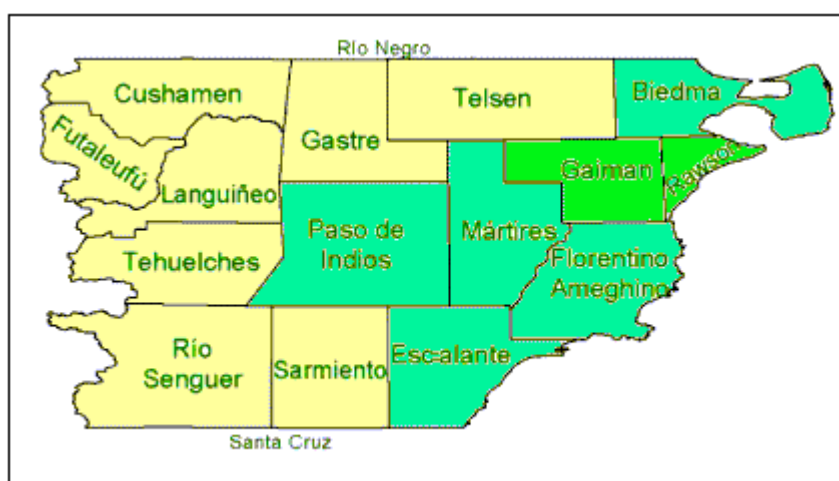 Río Negro
Cushamen
Telsen
Biedma
Futaleufú
Gastre
Gaiman
Rawson
Languiñeo
Paso de
Indios
Mártires
Tehuelches
Florentino
Ameghino
Río
Senguer
Sarmiento
Escalante
Santa Cruz